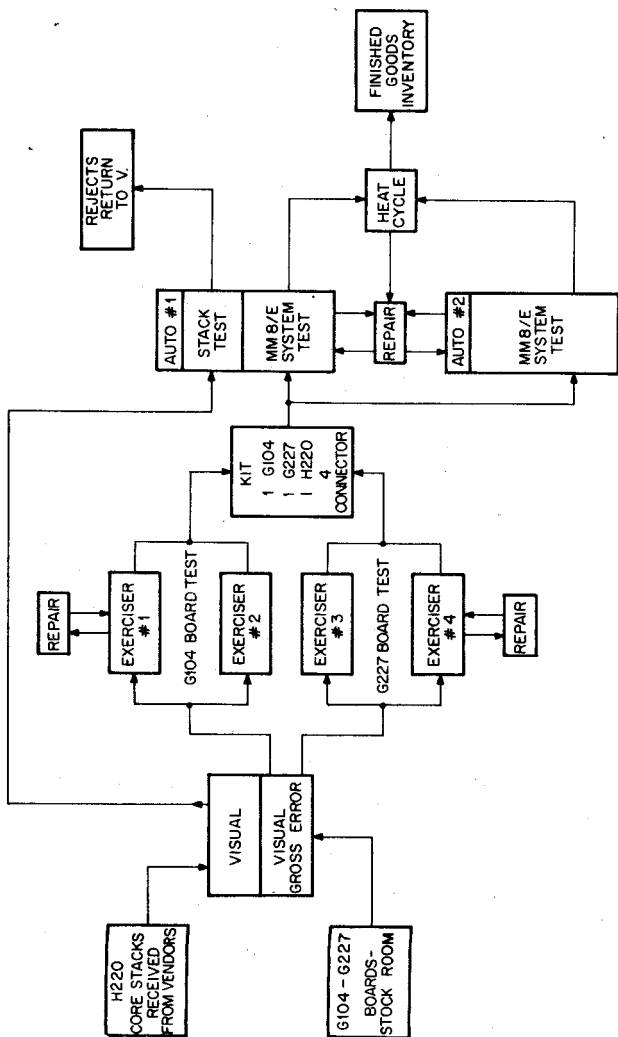 H220
CORE STACKS
RECEIVED
FROM VENDORS
G104 - G227
BOARDS-
STOCK ROOM
VISUAL
VISUAL
GROSS ERROR
REPAIR
EXERCISER
#1
G104 BOARD TEST
EXERCISER
#2
EXERCISER
#3
G227 BOARD TEST
EXERCISER
#4
REPAIR
KIT
1 G104
1 G227
1 H220
4
CONNECTOR
AUTO #1
STACK
TEST
MM8/E
SYSTEM
TEST
REPAIR
AUTO #2
MM8/E
SYSTEM
TEST
REJECTS
RETURN
TO V.
HEAT
CYCLE
FINISHED
GOODS
INVENTORY